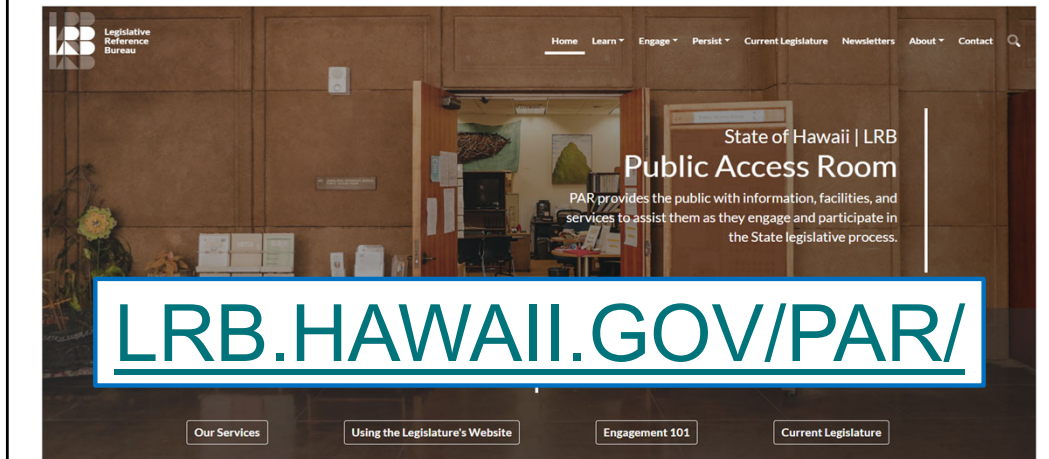 LRB
LAB
LAB
Legislative
Reference
Bureau
Home Learn Engage Persist Current Legislature Newsletters About Contact
State of Hawaii | LRB
Public Access Room
PAR provides the public with information, facilities, and
services to assist them as they engage and participate in
the State legislative process.
LRB.HAWAII.GOV/PAR/
Our Services Using the Legislature's Website Engagement 101 Current Legislature